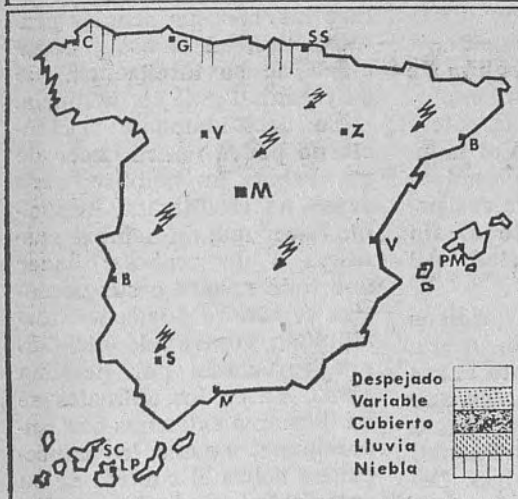 C G SS
V Z B
M
V PM
B
S
M
SC
LP
Despejado
Variable
Cubierto
Lluvia
Niebla